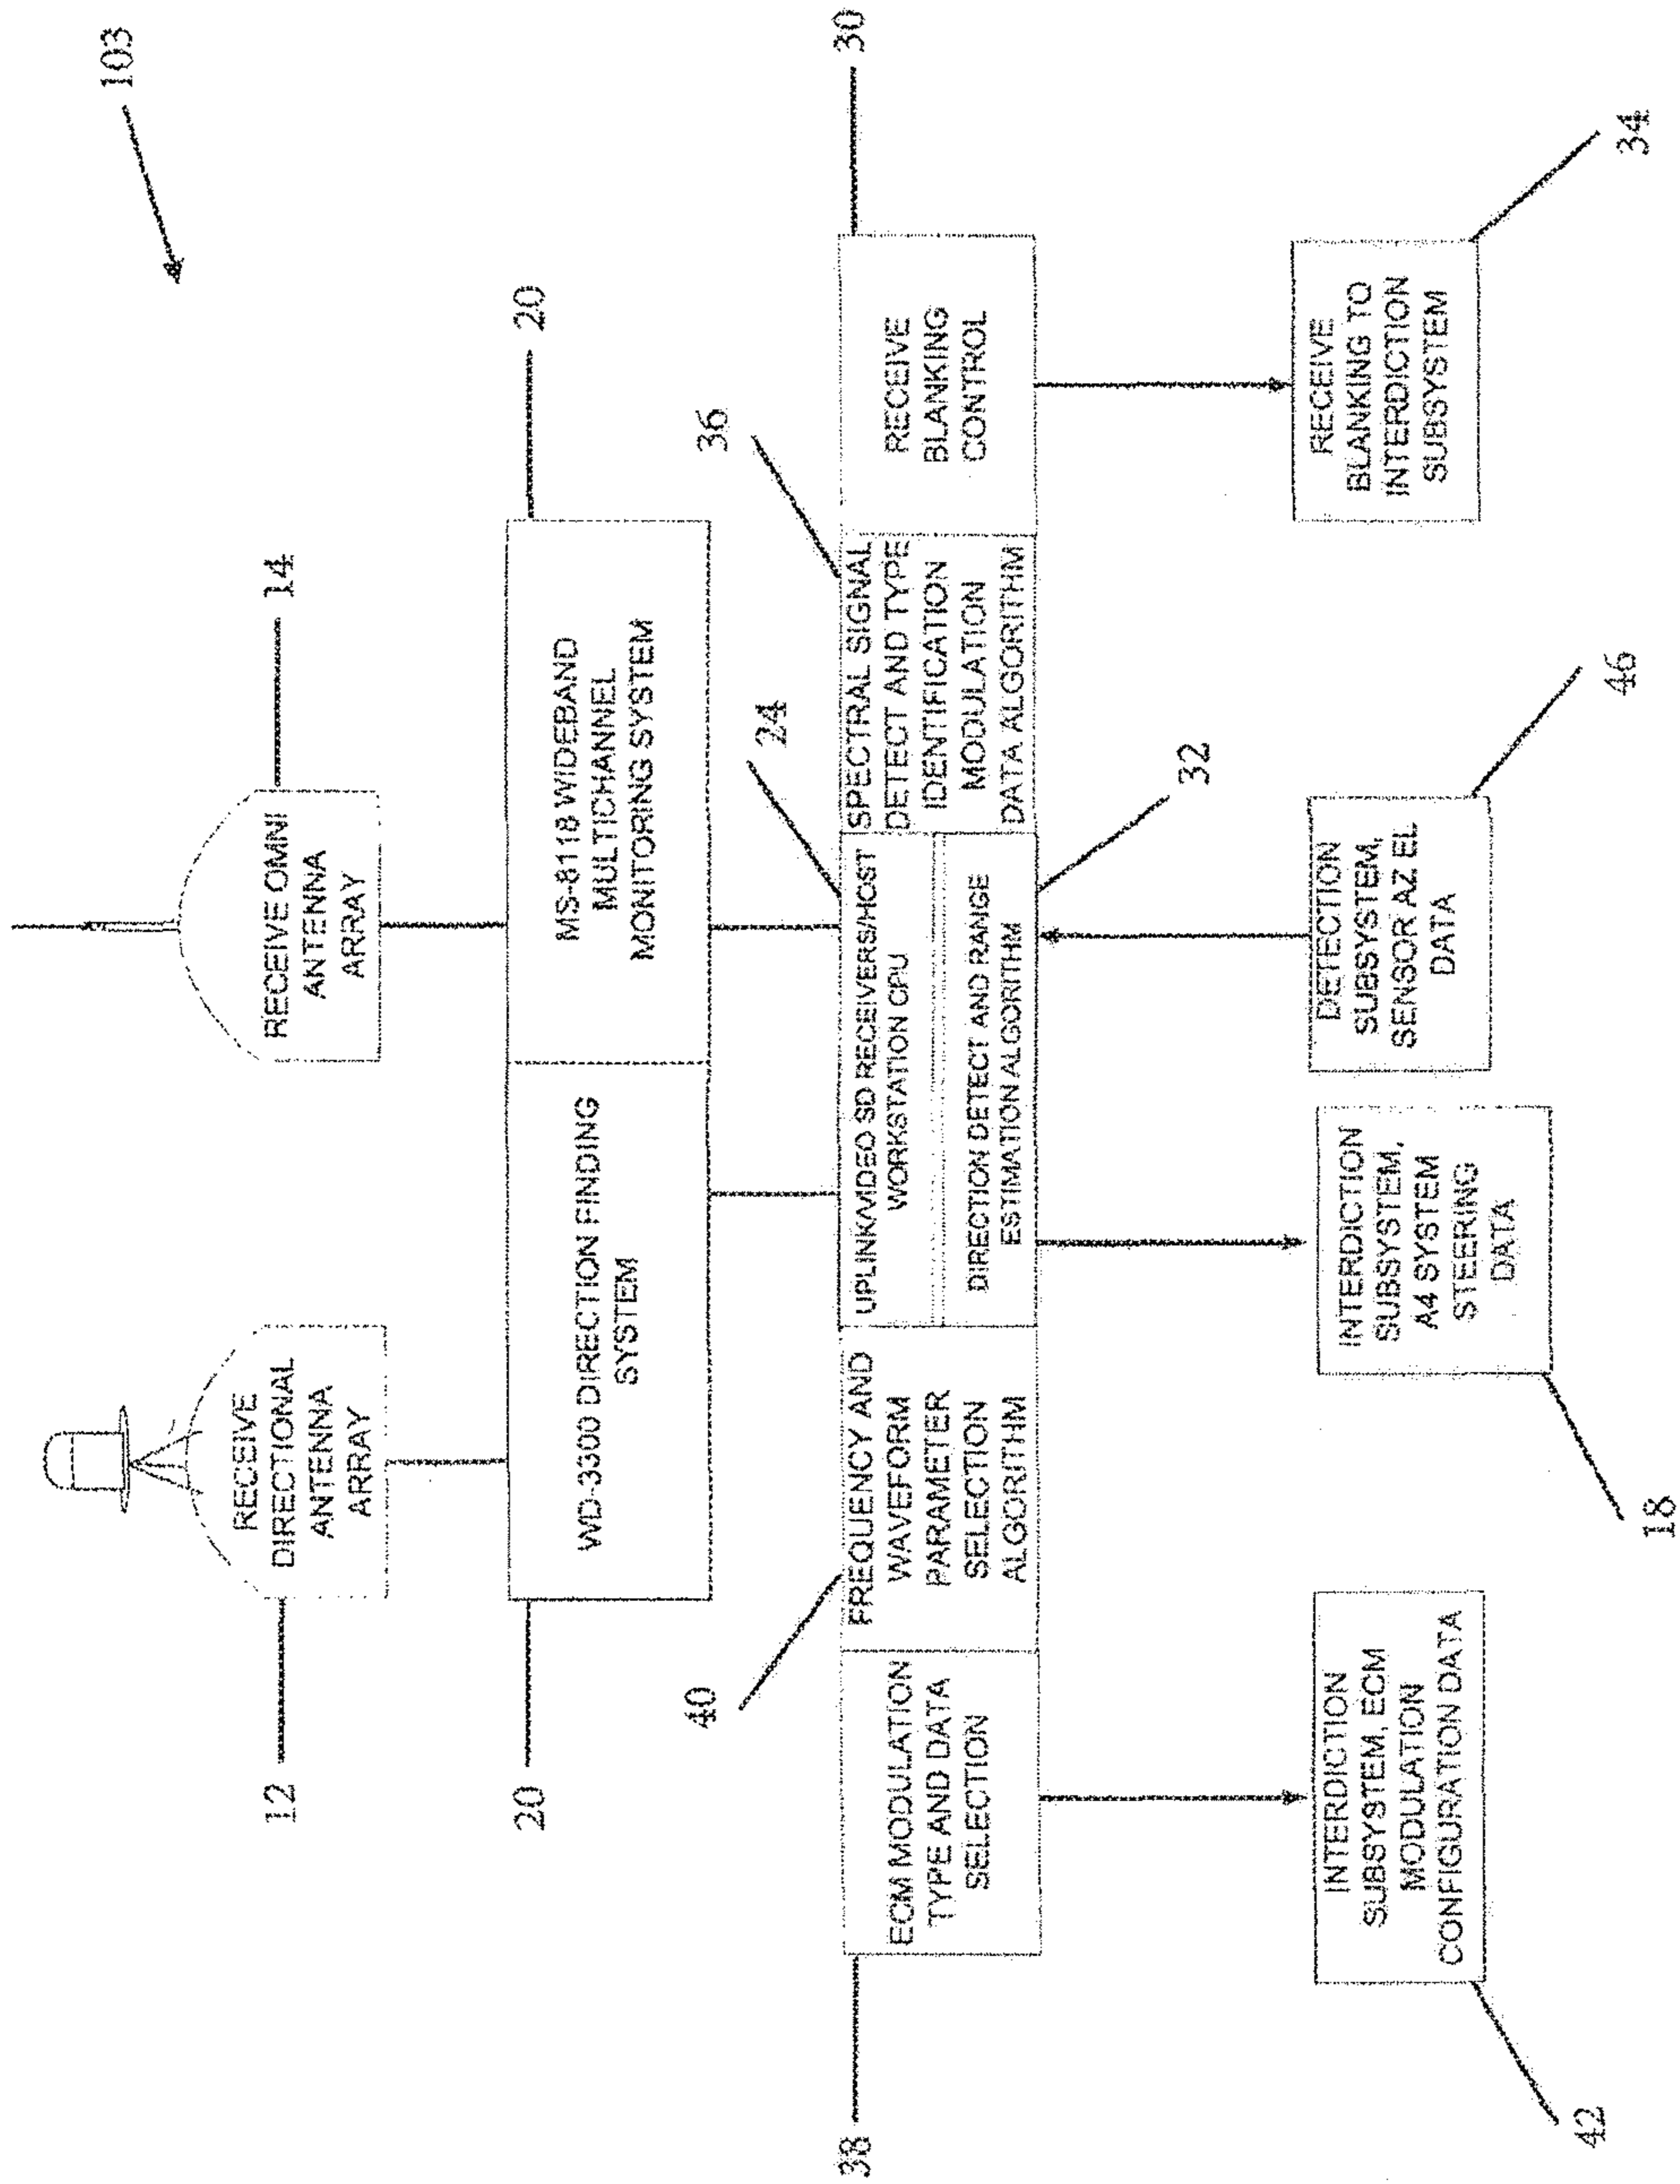 103
12
RECEIVE
DIRECTIONAL
ANTENNA
ARRAY
RECEIVE OMNI
ANTENNA
ARRAY
14
20
WD-3300 DIRECTION FINDING
SYSTEM
MS-8118 WIDEBAND
MULTICHANNEL
MONITORING SYSTEM
20
40
24
36
38
ECM MODULATION
TYPE AND DATA
SELECTION
FREQUENCY AND
WAVEFORM
PARAMETER
SELECTION
ALGORITHM
UPLINK/VIDEO SD RECEIVERS/HOST
WORKSTATION CPU
DIRECTION DETECT AND RANGE
ESTIMATION ALGORITHM
SPECTRAL SIGNAL
DETECT AND TYPE
IDENTIFICATION
MODULATION
DATA ALGORITHM
RECEIVE
BLANKING
CONTROL
30
32
INTERDICTION
SUBSYSTEM, ECM
MODULATION
CONFIGURATION DATA
42
INTERDICTION
SUBSYSTEM,
A4 SYSTEM
STEERING
DATA
18
DETECTION
SUBSYSTEM,
SENSOR AZ EL
DATA
46
RECEIVE
BLANKING TO
INTERDICTION
SUBSYSTEM
34